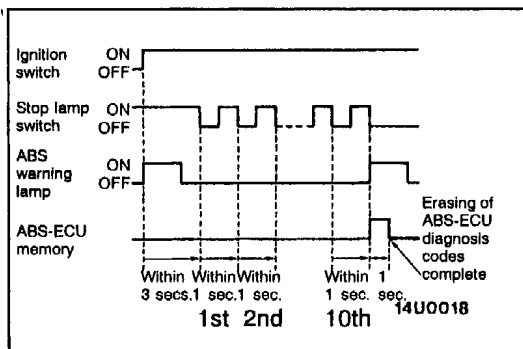 Ignition switch ON OFF
Stop lamp switch ON OFF
ABS warning lamp ON OFF
ABS-ECU memory
Erasing of
ABS-ECU
diagnosis
codes
complete
Within Within Within Within 1
3 secs. 1 sec. 1 sec. 1 sec. sec.
1st 2nd 10th
14U0018